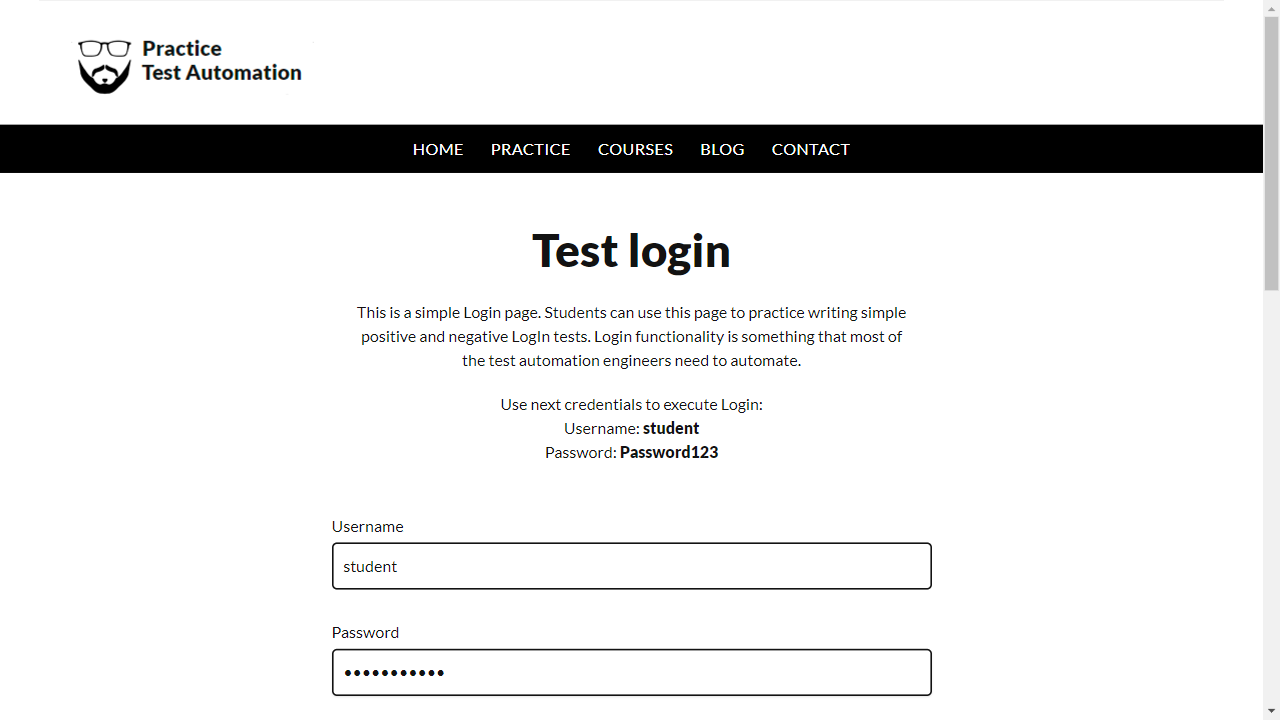 Practice
Test Automation
HOME PRACTICE COURSES BLOG CONTACT
Test login
This is a simple Login page. Students can use this page to practice writing simple
positive and negative LogIn tests. Login functionality is something that most of
the test automation engineers need to automate.
Use next credentials to execute Login:
Username: student
Password: Password123
Username
student
Password
•••••••••••